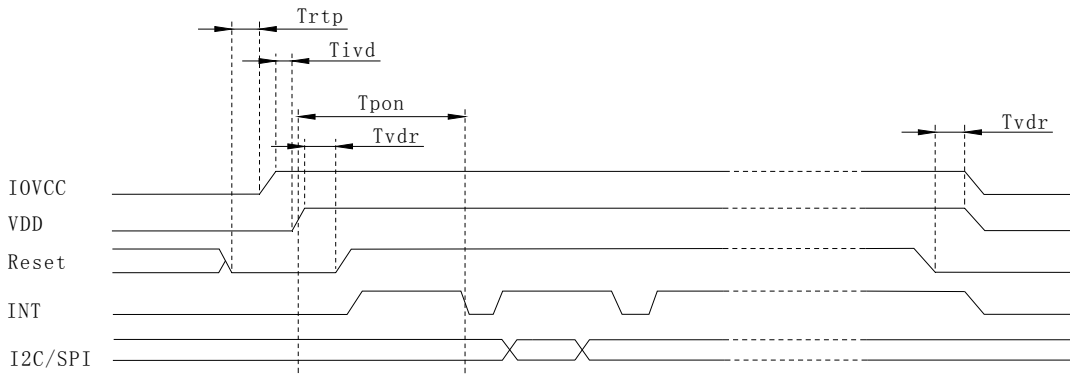 Trtp
Tivd
Tpon
Tvdr
Tvdr
IOVCC
VDD
Reset
INT
I2C/SPI